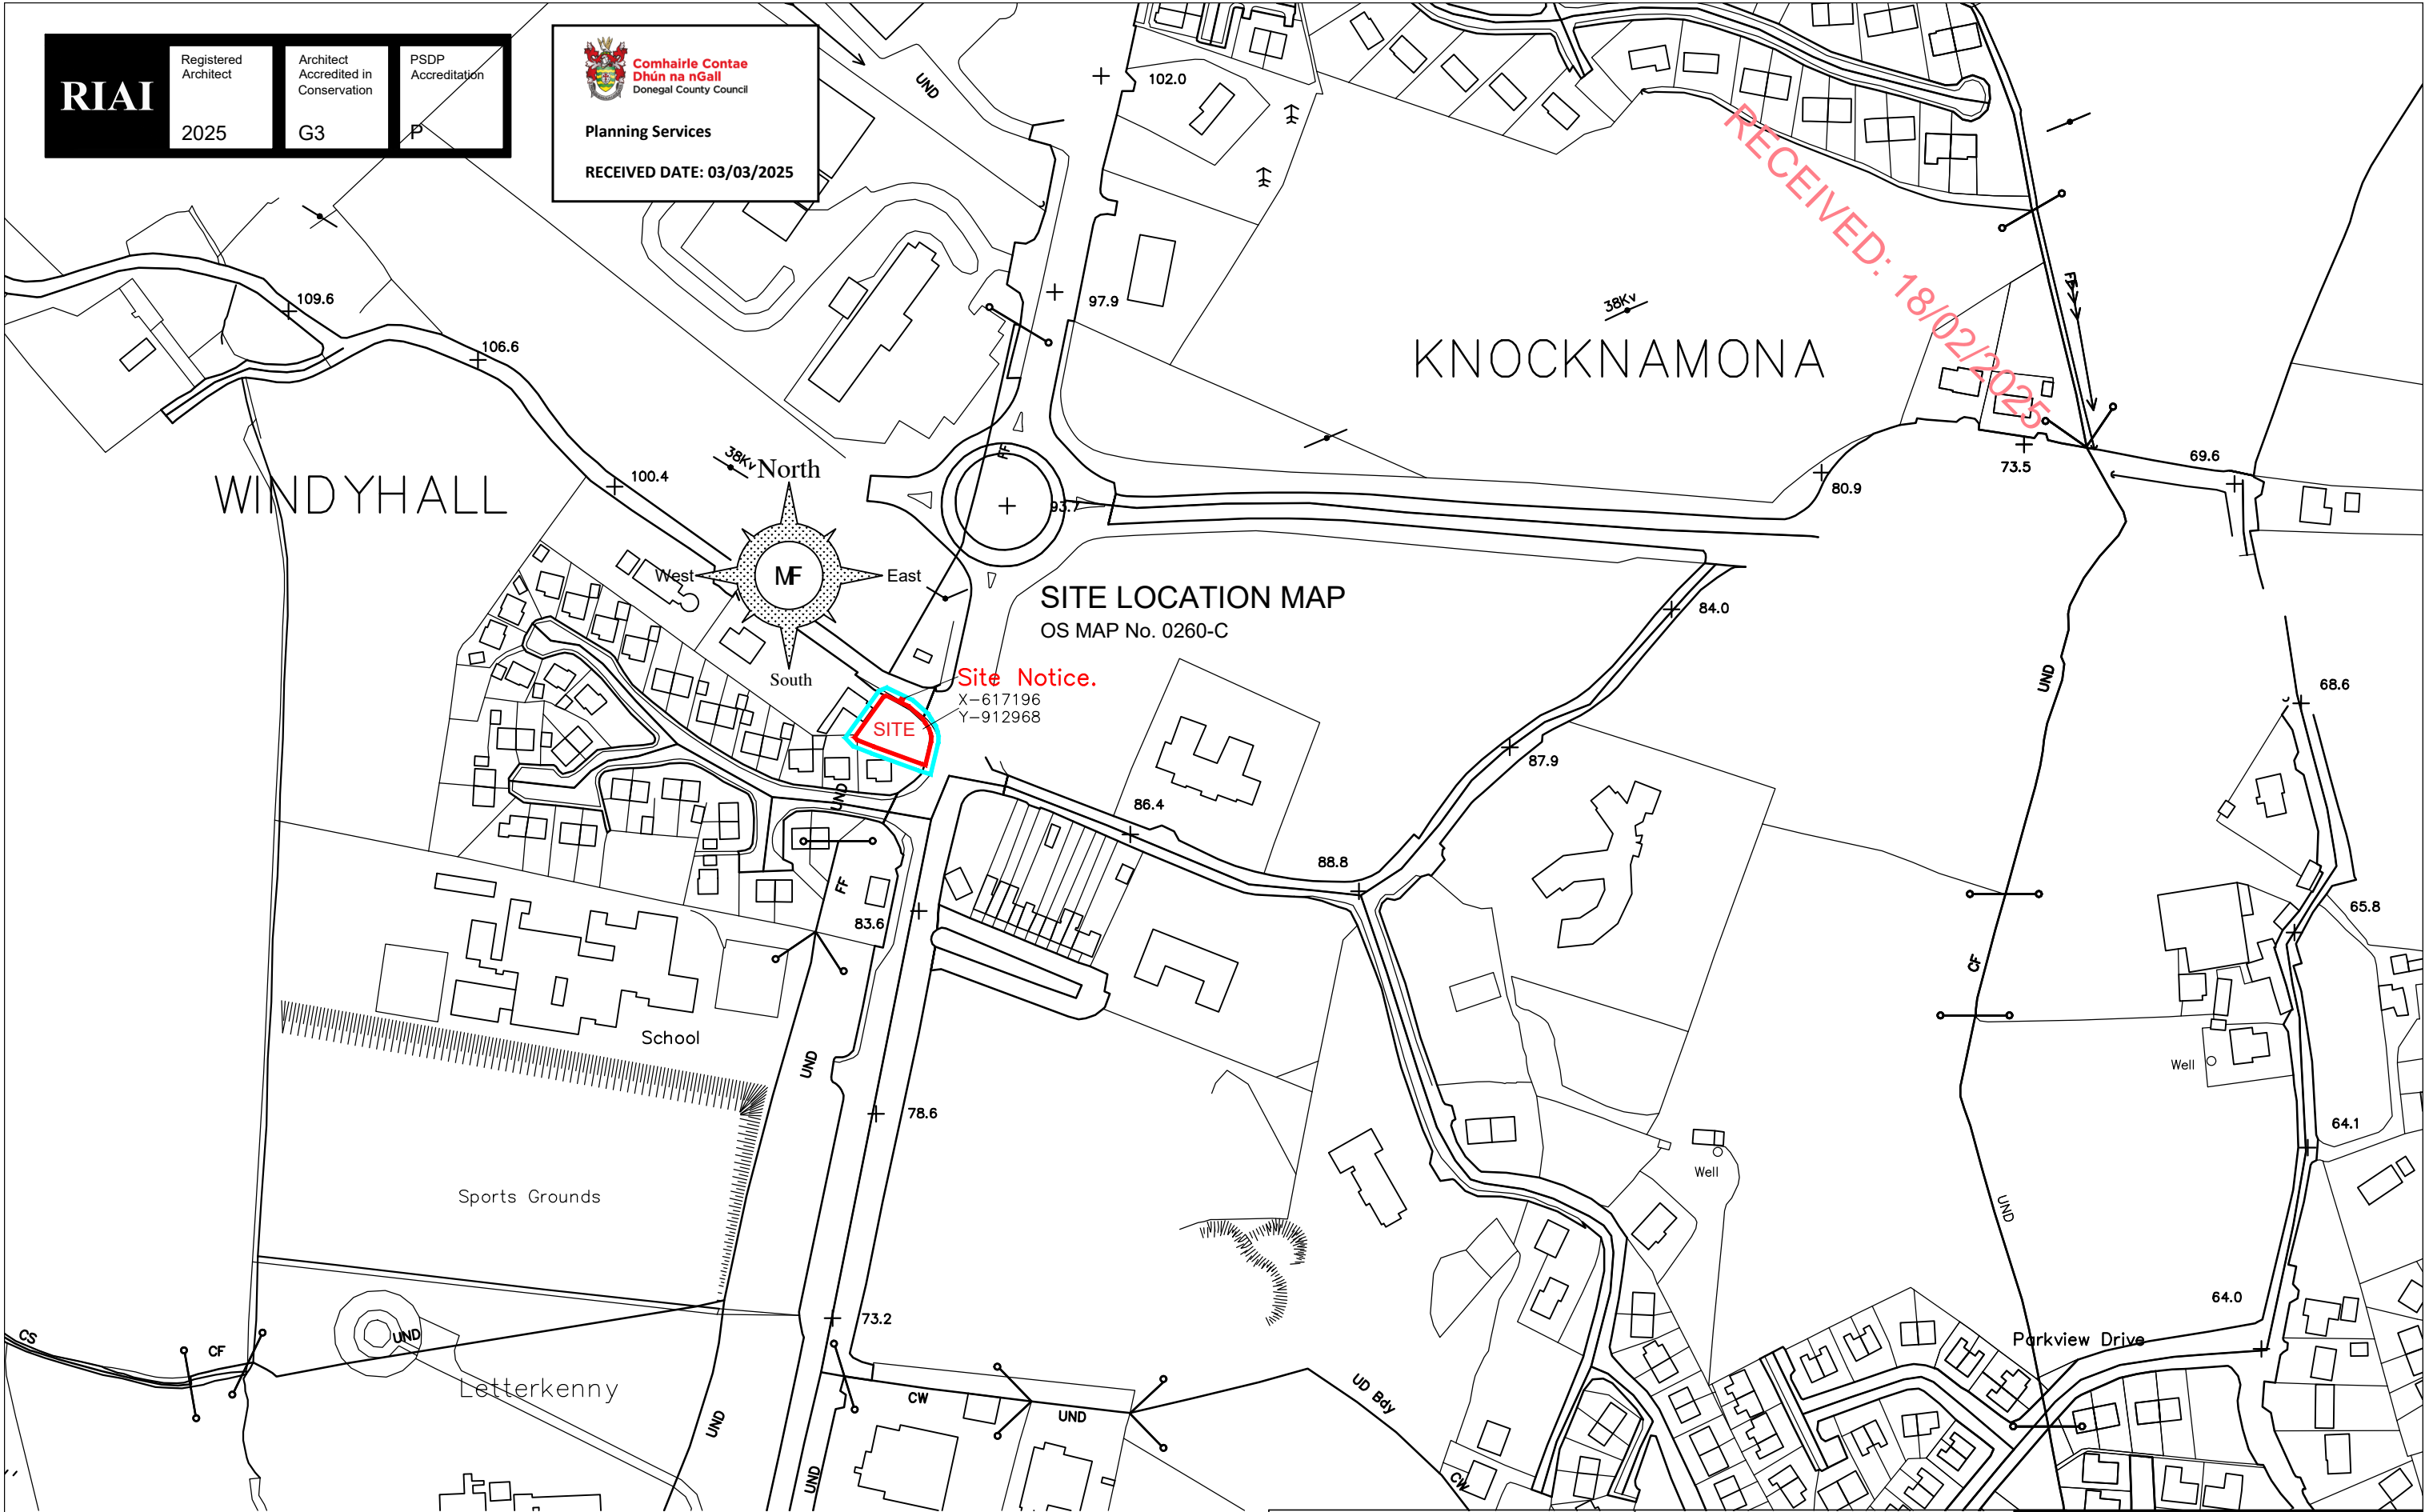 RIAI
Registered
Architect
2025
Architect
Accredited in
Conservation
G3
PSDP
Accreditation
P
Comhairle Contae
Dhún na nGall
Donegal County Council
Planning Services
RECEIVED DATE: 03/03/2025
UND
102.0
RECEIVED: 18/02/2025
109.6
97.9
38Kv
FF
106.6
KNOCKNAMONA
WINDYHALL
100.4
38Kv
North
FF
93.7
80.9
73.5
69.6
West
MF
East
South
SITE LOCATION MAP
OS MAP No. 0260-C
84.0
UND
68.6
Site Notice.
X-617196
Y-912968
SITE
87.9
UND
86.4
88.8
FF
83.6
65.8
CF
School
UND
Well
78.6
64.1
Well
Sports Grounds
UND
64.0
73.2
Parkview Drive
CS
CF
UND
Letterkenny
UND
CW
UND
UD Bdy
UND
CW